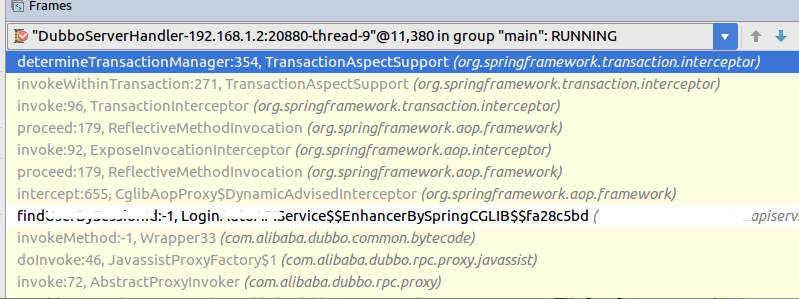 Frames
"DubboServerHandler-192.168.1.2:20880-thread-9"@11,380 in group "main": RUNNING
determineTransactionManager:354, TransactionAspectSupport (org.springframework.transaction.interceptor)
invokeWithinTransaction:271, TransactionAspectSupport (org.springframework.transaction.interceptor)
invoke:96, TransactionInterceptor (org.springframework.transaction.interceptor)
proceed:179, ReflectiveMethodInvocation (org.springframework.aop.framework)
invoke:92, ExposeInvocationInterceptor (org.springframework.aop.interceptor)
proceed:179, ReflectiveMethodInvocation (org.springframework.aop.framework)
intercept:655, CglibAopProxy$DynamicAdvisedInterceptor (org.springframework.aop.framework)
:-1, $$EnhancerBySpringCGLIB$$fa28c5bd (
invokeMethod:-1, Wrapper33 (com.alibaba.dubbo.common.bytecode)
doInvoke:46, JavassistProxyFactory$1 (com.alibaba.dubbo.rpc.proxy.javassist)
invoke:72, AbstractProxyInvoker (com.alibaba.dubbo.rpc.proxy)